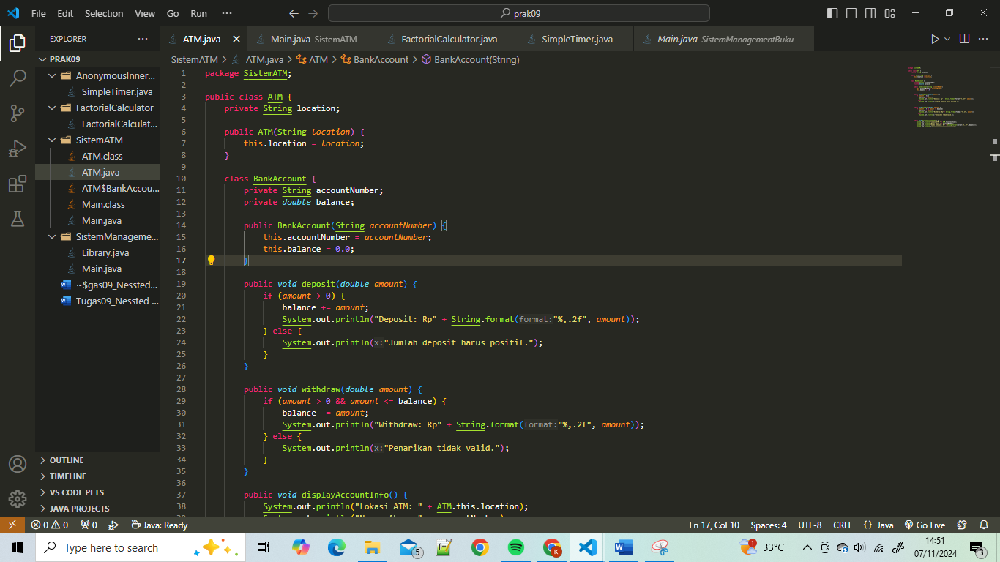 File Edit Selection View Go Run ···
prak09
EXPLORER ···
PRAK09
AnonymousInner...
SimpleTimer.java
FactorialCalculator
FactorialCalculat...
SistemATM
ATM.class
ATM.java
ATM$BankAccou...
Main.class
Main.java
SistemManageme...
Library.java
Main.java
~$gas09_Nessted...
Tugas09_Nessted ...
OUTLINE
TIMELINE
VS CODE PETS
JAVA PROJECTS
ATM.java
Main.java SistemATM
FactorialCalculator.java
SimpleTimer.java
Main.java SistemManagementBuku
SistemATM > ATM.java > ATM > BankAccount > BankAccount(String)
1 package SistemATM;
2
3 public class ATM {
4 private String location;
5
6 public ATM(String location) {
7 this.location = location;
8 }
9
10 class BankAccount {
11 private String accountNumber;
12 private double balance;
13
14 public BankAccount(String accountNumber) {
15 this.accountNumber = accountNumber;
16 this.balance = 0.0;
17 }
18
19 public void deposit(double amount) {
20 if (amount > 0) {
21 balance += amount;
22 System.out.println("Deposit: Rp" + String.format(format:"%,.2f", amount));
23 } else {
24 System.out.println(x:"Jumlah deposit harus positif.");
25 }
26 }
27
28 public void withdraw(double amount) {
29 if (amount > 0 && amount <= balance) {
30 balance -= amount;
31 System.out.println("Withdraw: Rp" + String.format(format:"%,.2f", amount));
32 } else {
33 System.out.println(x:"Penarikan tidak valid.");
34 }
35 }
36
37 public void displayAccountInfo() {
38 System.out.println("Lokasi ATM: " + ATM.this.location);
0 0 0 Java: Ready
Ln 17, Col 10 Spaces: 4 UTF-8 CRLF {} Java Go Live
Type here to search
5
K
1 33°C
14:51
07/11/2024
3